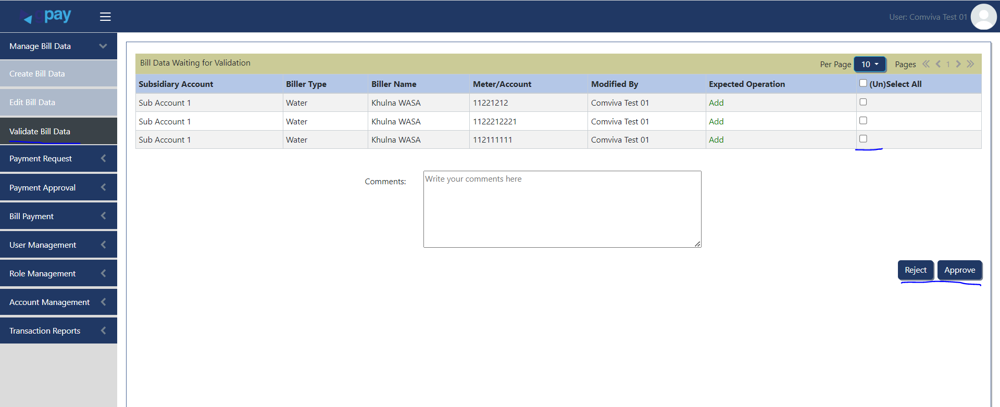 pay
User: Comviva Test 01
Manage Bill Data
Create Bill Data
Edit Bill Data
Validate Bill Data
Payment Request
Payment Approval
Bill Payment
User Management
Role Management
Account Management
Transaction Reports
Bill Data Waiting for Validation Per Page 10 Pages 1
Subsidiary Account Biller Type Biller Name Meter/Account Modified By Expected Operation (Un)Select All
Sub Account 1 Water Khulna WASA 11221212 Comviva Test 01 Add
Sub Account 1 Water Khulna WASA 1122212221 Comviva Test 01 Add
Sub Account 1 Water Khulna WASA 112111111 Comviva Test 01 Add
Comments: Write your comments here
Reject Approve